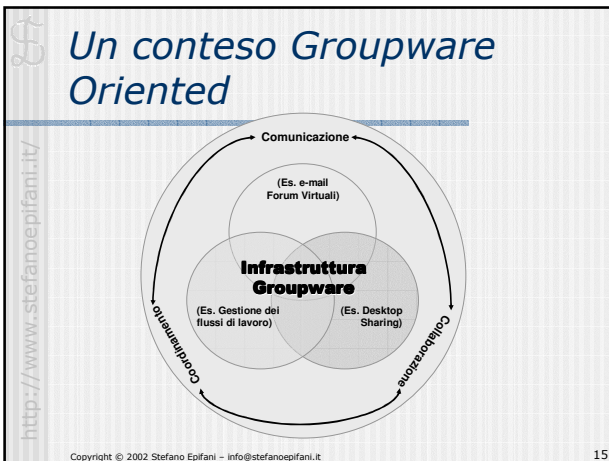 Un conteso Groupware
Oriented
http://www.stefanoepifani.it/
Comunicazione
(Es. e-mail
Forum Virtuali)
Infrastruttura
Groupware
(Es. Gestione dei
flussi di lavoro)
(Es. Desktop
Sharing)
Coordinamento
Collaborazione
Copyright © 2002 Stefano Epifani – info@stefanoepifani.it
15